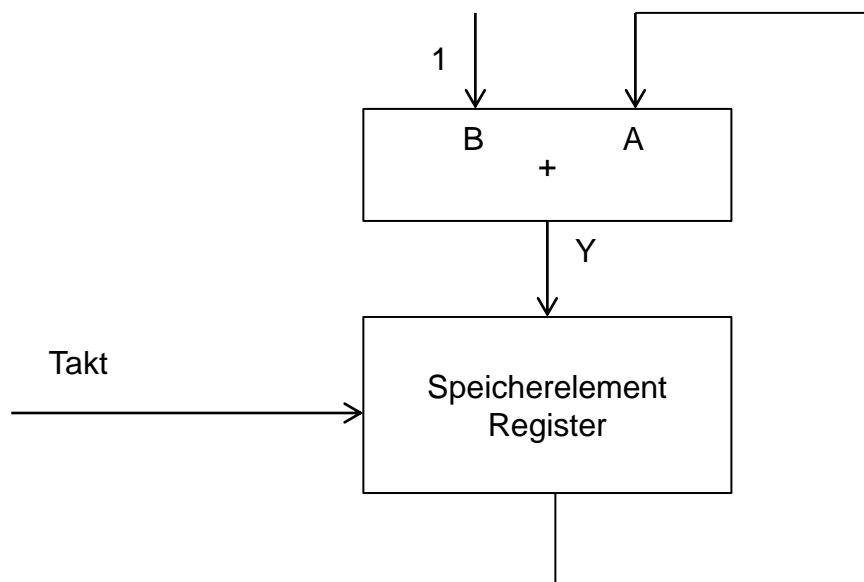 1
B A
+
Y
Takt
Speicherelement
Register